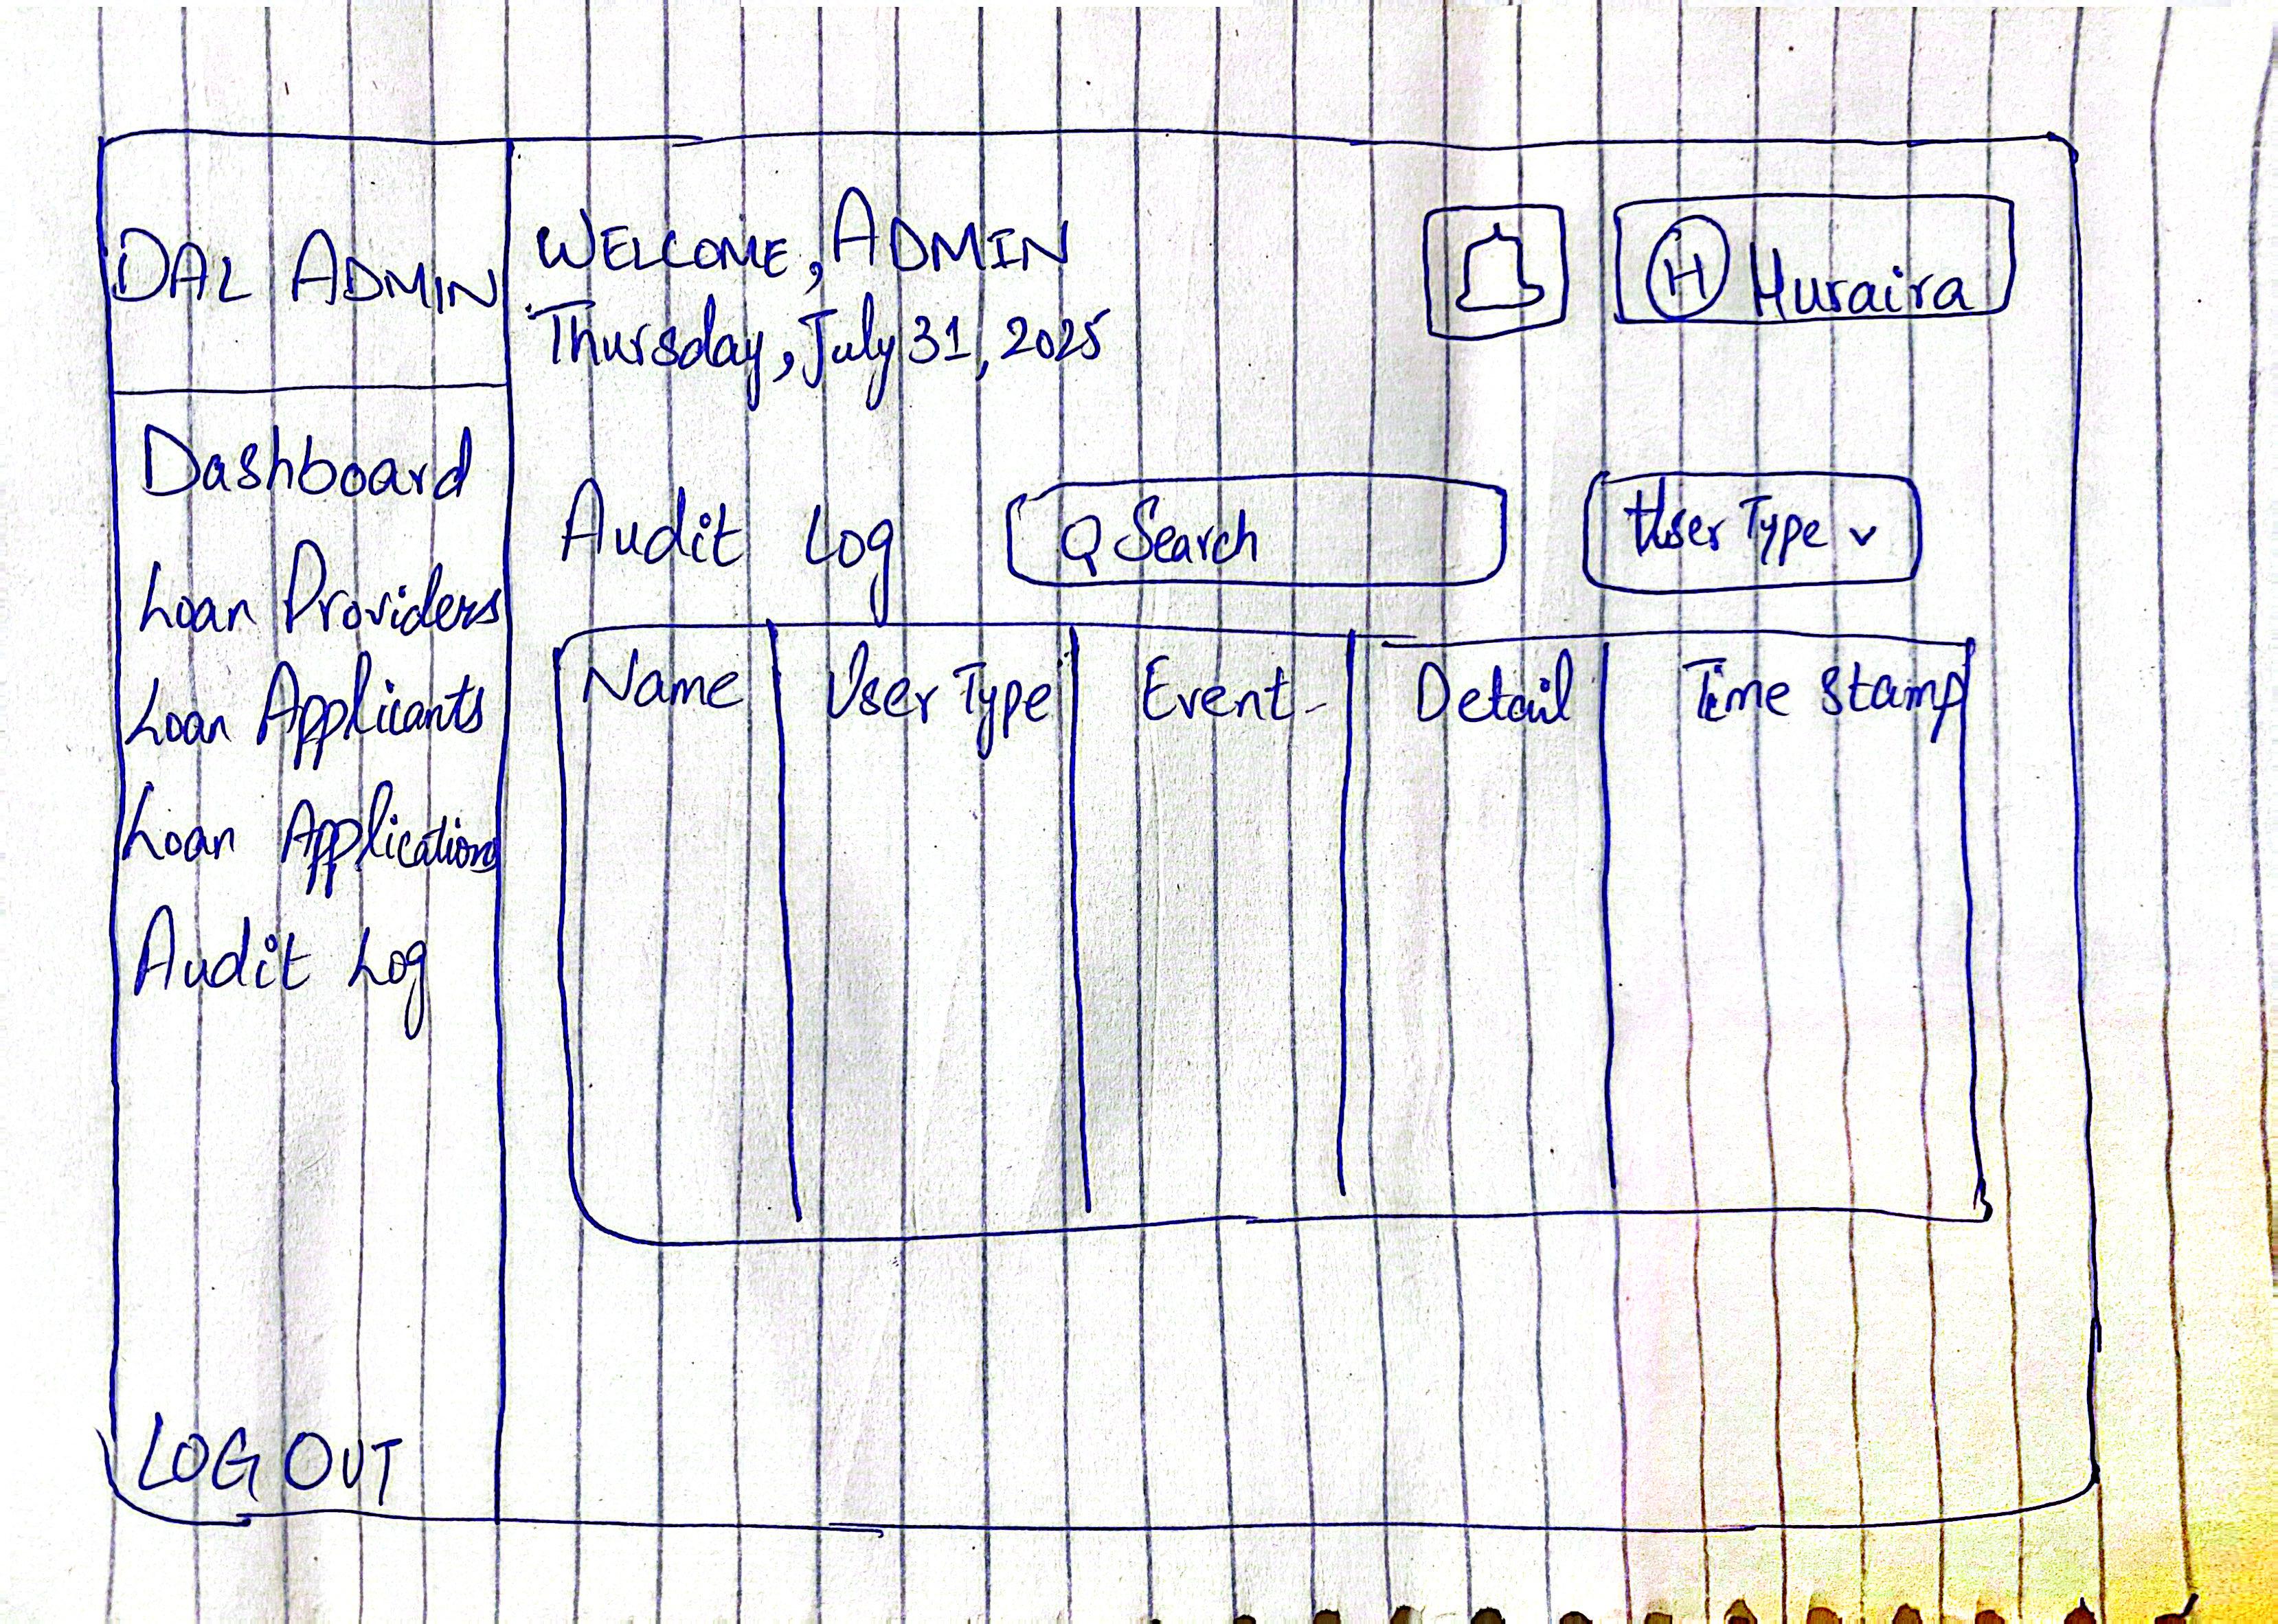 DAL ADMIN
Dashboard
Loan Providers
Loan Applicants
Loan Applications
Audit Log
LOG OUT
WELCOME, ADMIN
Thursday, July 31, 2025
H Huraira
Audit Log
Search
User Type
Name
User Type
Event
Detail
Time Stamp